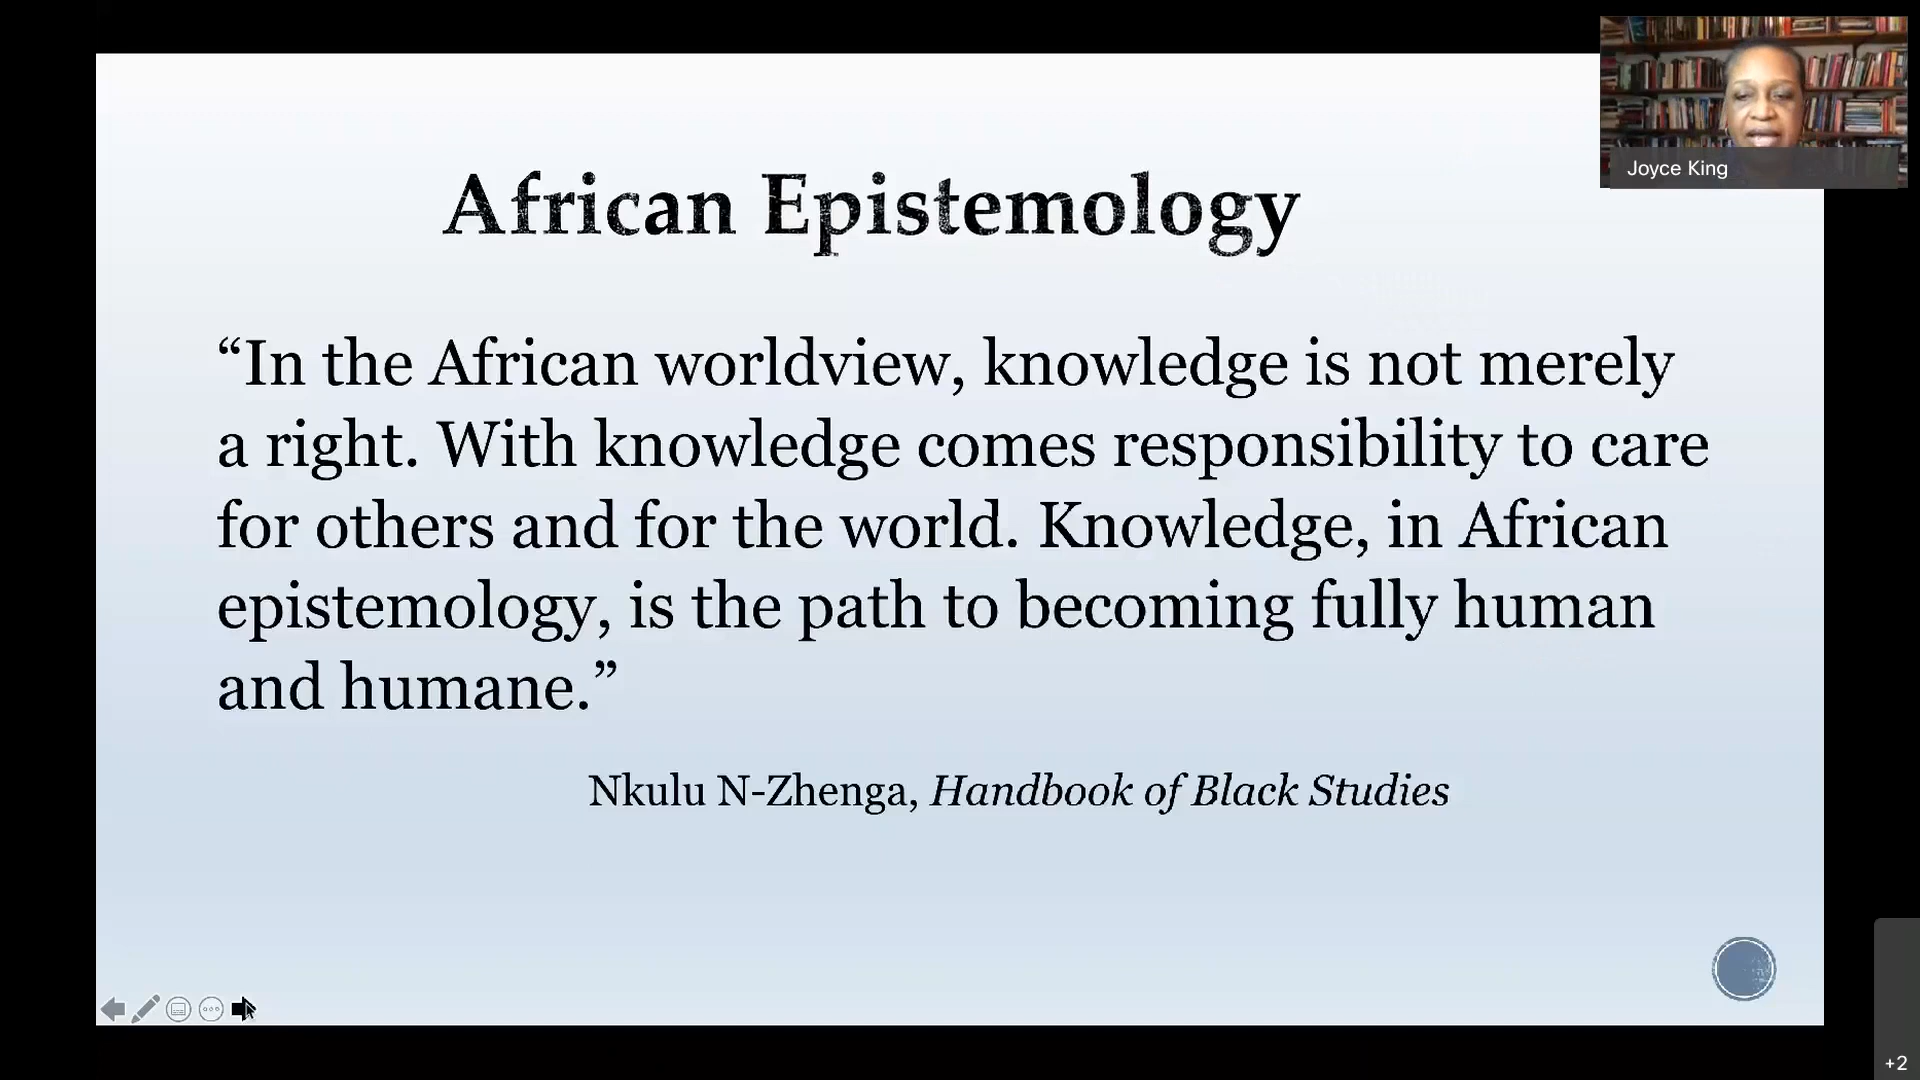 Joyce King
African Epistemology
“In the African worldview, knowledge is not merely
a right. With knowledge comes responsibility to care
for others and for the world. Knowledge, in African
epistemology, is the path to becoming fully human
and humane.”
Nkulu N-Zhenga, Handbook of Black Studies
+2